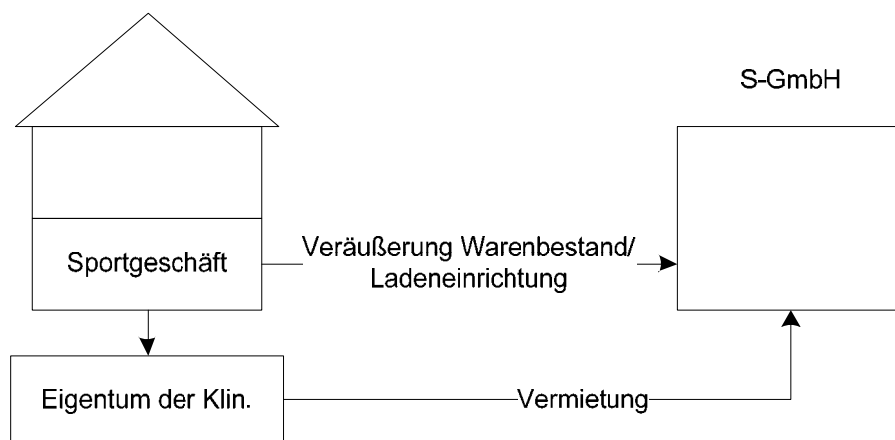 S-GmbH
Sportgeschäft
Veräußerung Warenbestand/
Ladeneinrichtung
Eigentum der Klin.
Vermietung